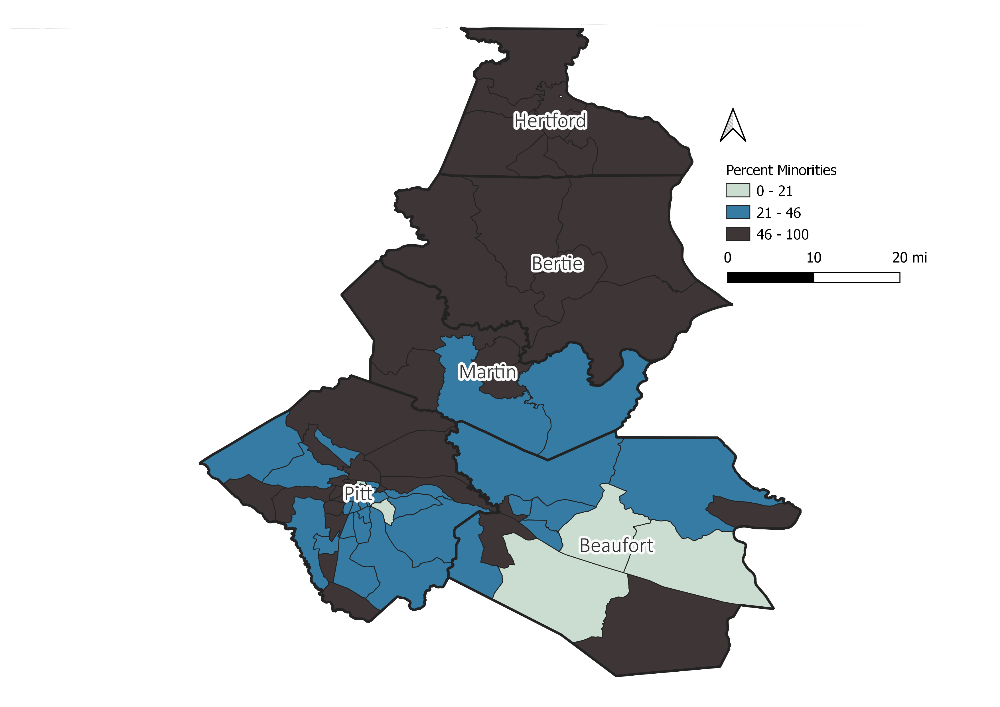 Hertford
Percent Minorities
0 - 21
21 - 46
46 - 100
0 10 20 mi
Bertie
Martin
Pitt
Beaufort